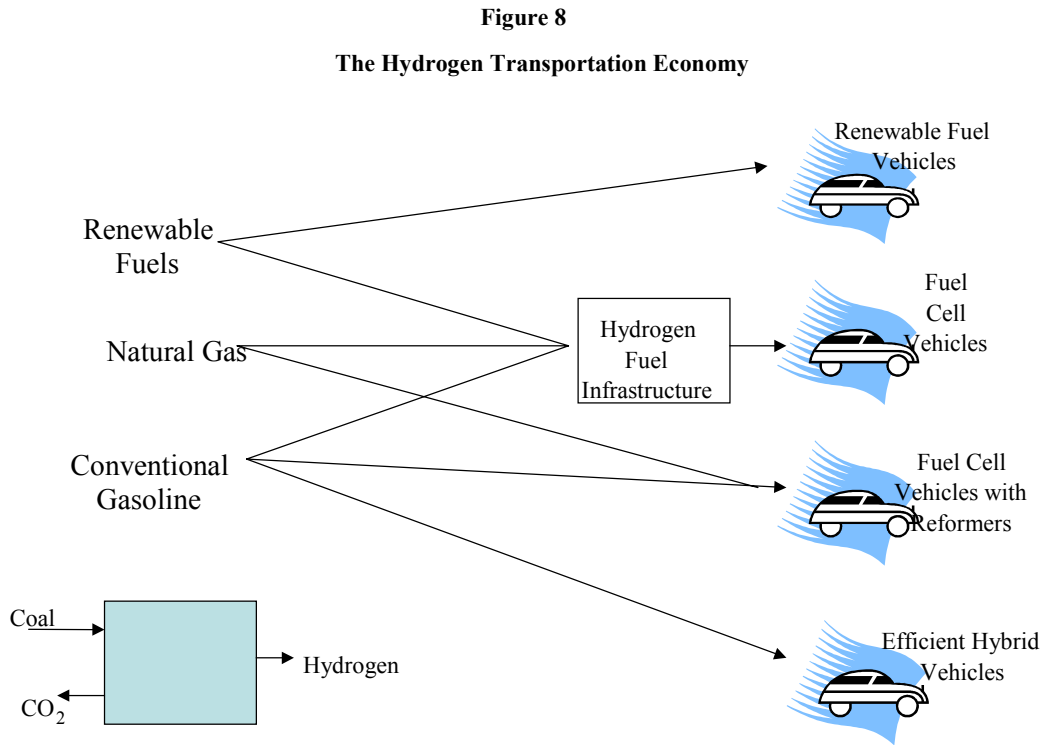 Figure 8
The Hydrogen Transportation Economy
Renewable Fuel
Vehicles
Renewable
Fuels
Fuel
Cell
Vehicles
Hydrogen
Fuel
Infrastructure
Natural Gas
Conventional
Gasoline
Fuel Cell
Vehicles with
Reformers
Coal
CO₂
Hydrogen
Efficient Hybrid
Vehicles